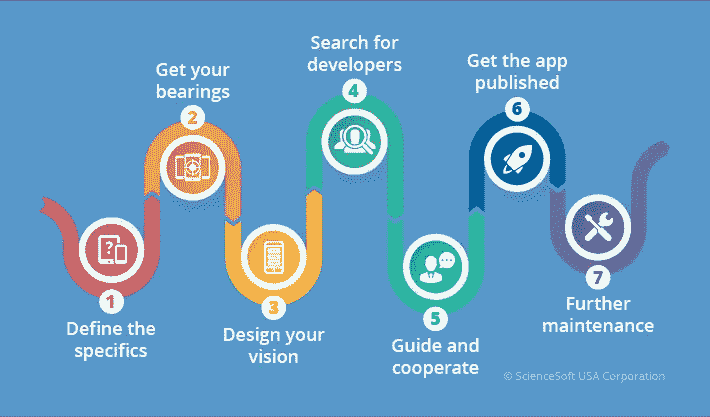 1
Define the
specifics
Get your
bearings
2
3
Design your
vision
Search for
developers
4
5
Guide and
cooperate
Get the app
published
6
7
Further
maintenance
?
© ScienceSoft USA Corporation